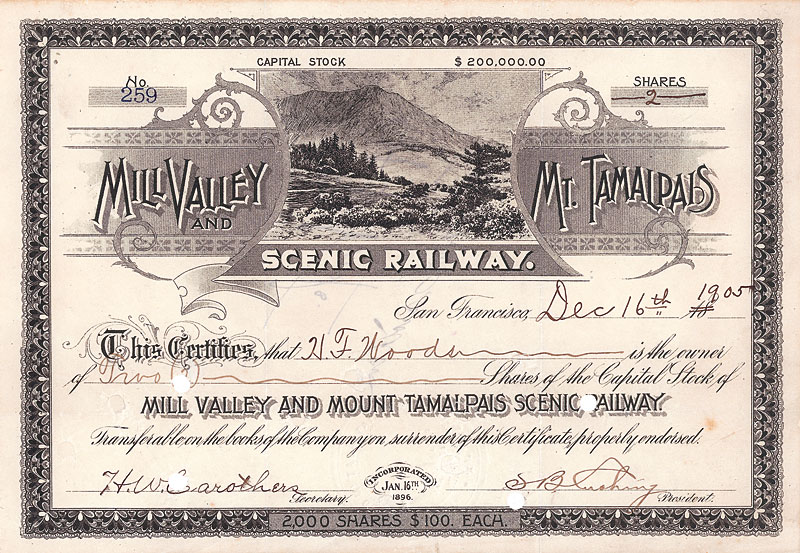 CAPITAL STOCK $200,000.00
No 259
SHARES 2
MILL VALLEY AND MT. TAMALPAIS
SCENIC RAILWAY.
San Francisco, Dec 16th 1905
This Certifies, that H F Woods is the owner
of Two Shares of the Capital Stock of
MILL VALLEY AND MOUNT TAMALPAIS SCENIC RAILWAY.
Transferable on the books of the Company on surrender of this Certificate, properly endorsed.
H.W. Carothers Secretary.
INCORPORATED JAN. 16TH 1896.
S B Cushing President.
2,000 SHARES $100. EACH.